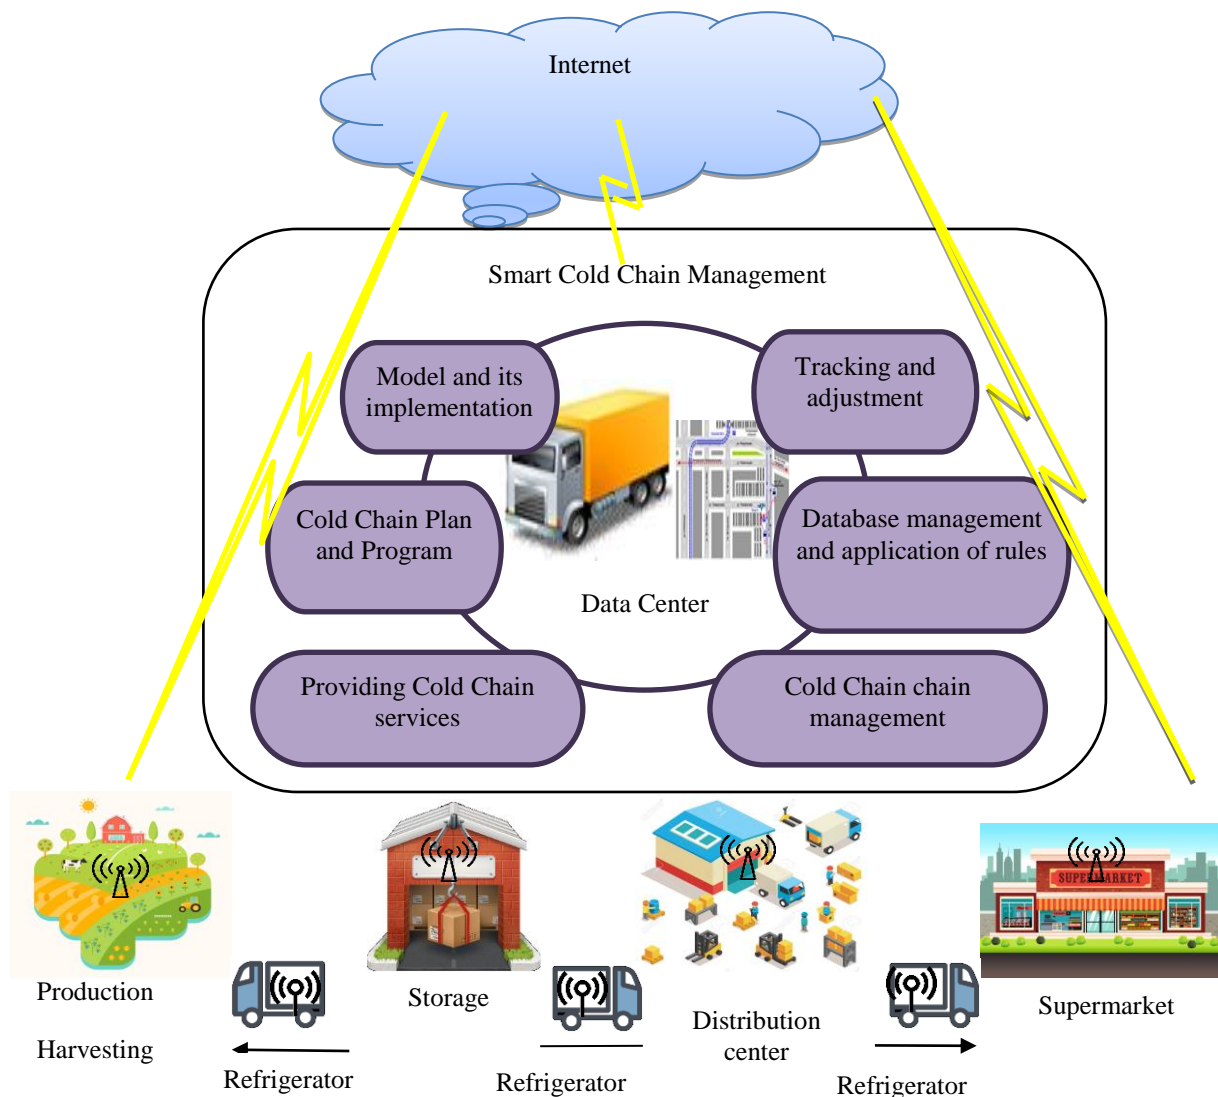 Internet
Smart Cold Chain Management
Model and its
implementation
Tracking and
adjustment
Cold Chain Plan
and Program
Database management
and application of rules
Data Center
Providing Cold Chain
services
Cold Chain chain
management
SUPERMARKET
Production
Harvesting
Storage
Distribution
center
Supermarket
Refrigerator
Refrigerator
Refrigerator